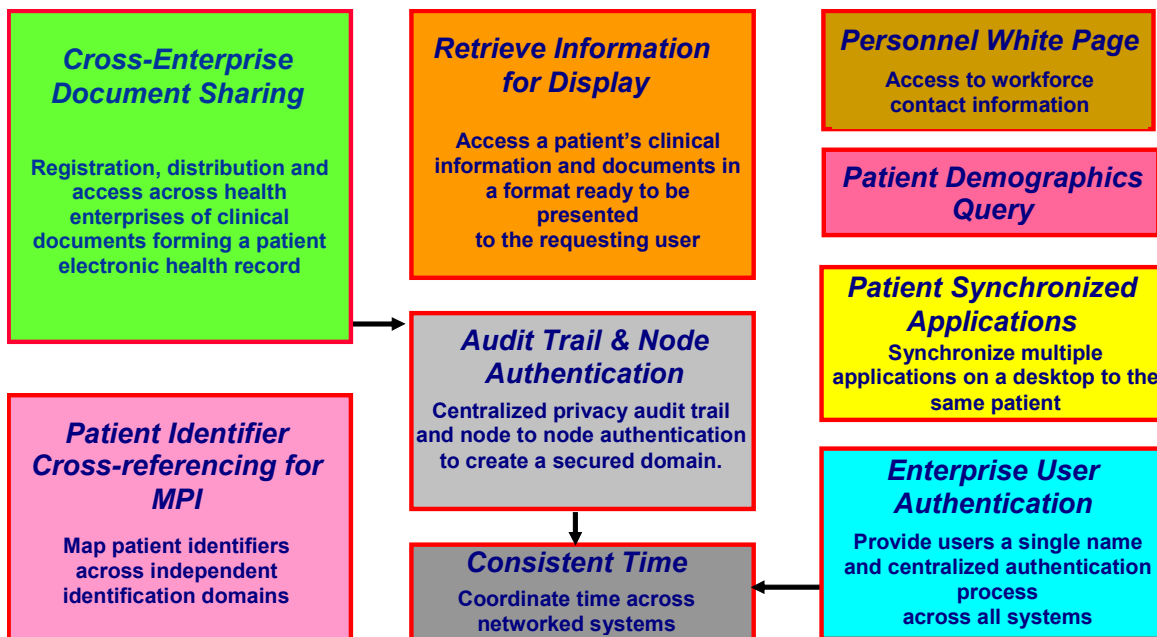 Cross-Enterprise
Document Sharing
Registration, distribution and
access across health
enterprises of clinical
documents forming a patient
electronic health record
Retrieve Information
for Display
Access a patient’s clinical
information and documents in
a format ready to be
presented
to the requesting user
Personnel White Page
Access to workforce
contact information
Patient Demographics
Query
Patient Synchronized
Applications
Synchronize multiple
applications on a desktop to the
same patient
Audit Trail & Node
Authentication
Centralized privacy audit trail
and node to node authentication
to create a secured domain.
Patient Identifier
Cross-referencing for
MPI
Map patient identifiers
across independent
identification domains
Enterprise User
Authentication
Provide users a single name
and centralized authentication
process
across all systems
Consistent Time
Coordinate time across
networked systems